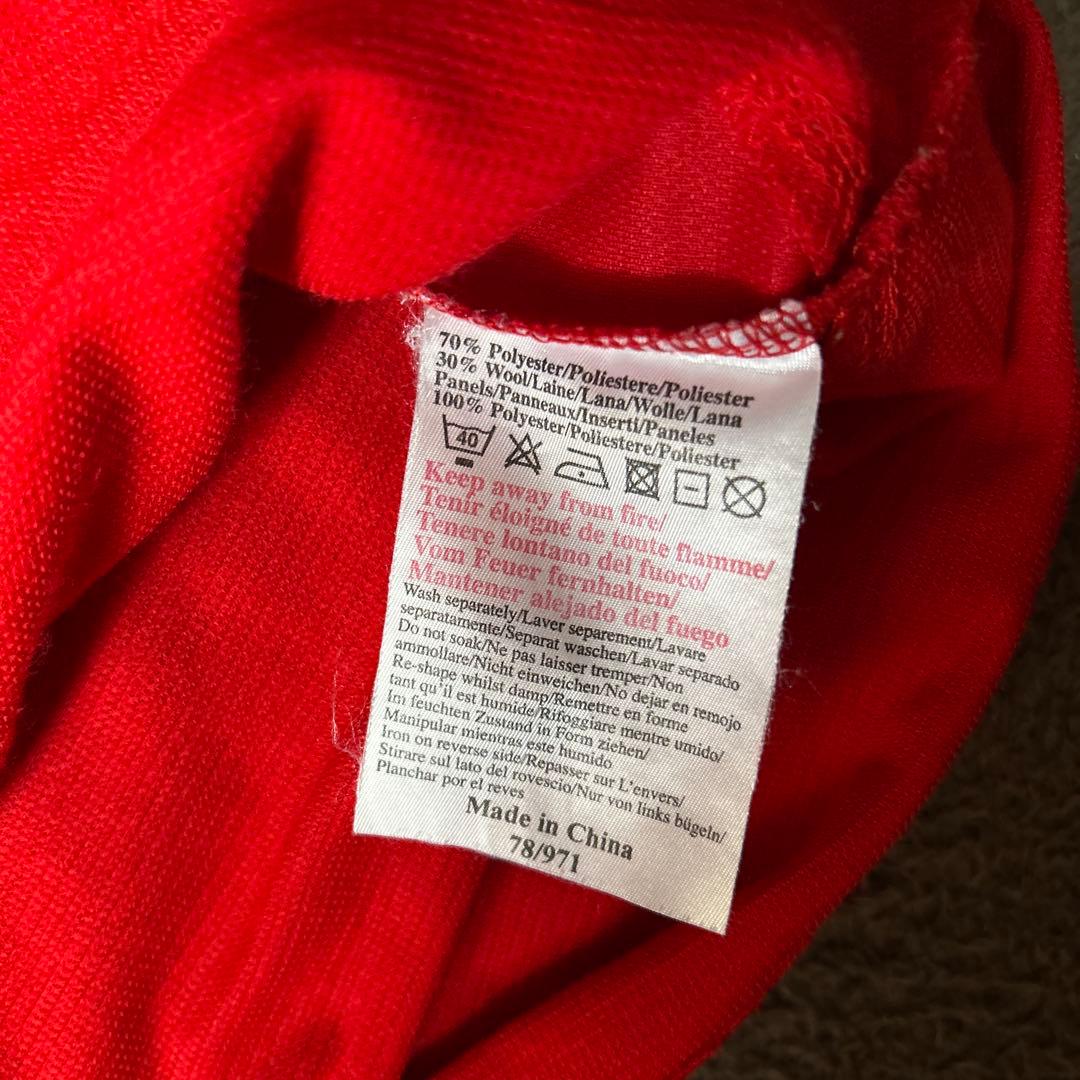 70% Polyester/Poliestere/Poliester
30% Wool/Laine/Lana/Wolle/Lana
Panels/Panneaux/Inserti/Paneles
100% Polyester/Poliestere/Poliester
40
Keep away from fire/
Tenir éloigné de toute flamme/
Tenere lontano del fuoco/
Vom Feuer fernhalten/
Mantener alejado del fuego
Wash separately/Laver separement/Lavare
separatamente/Separat waschen/Lavar separado
Do not soak/Ne pas laisser tremper/Non
ammollare/Nicht einweichen/No dejar en remojo
Re-shape whilst damp/Remettre en forme
tant qu'il est humide/Rifoggiare mentre umido/
Im feuchten Zustand in Form ziehen/
Manipular mientras este humido
Iron on reverse side/Repasser sur L'envers/
Stirare sul lato del rovescio/Nur von links bügeln/
Planchar por el reves
Made in China
78/971